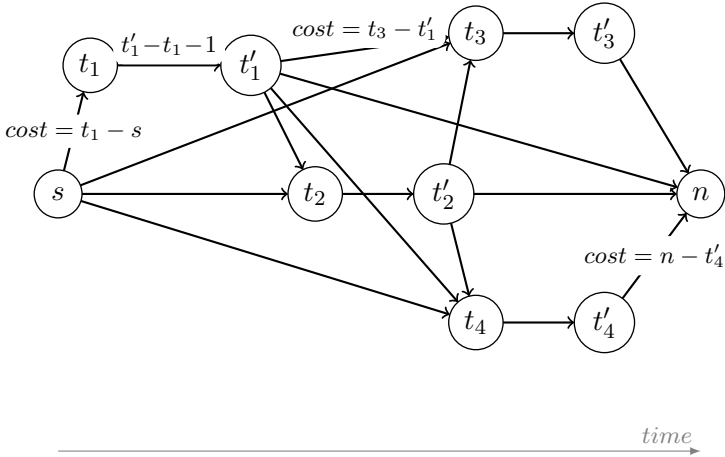 cost = t₃ − t′₁
t₃
t′₃
t₁
t′₁−t₁−1
t′₁
cost = t₁ − s
s
t₂
t′₂
n
cost = n − t′₄
t₄
t′₄
time